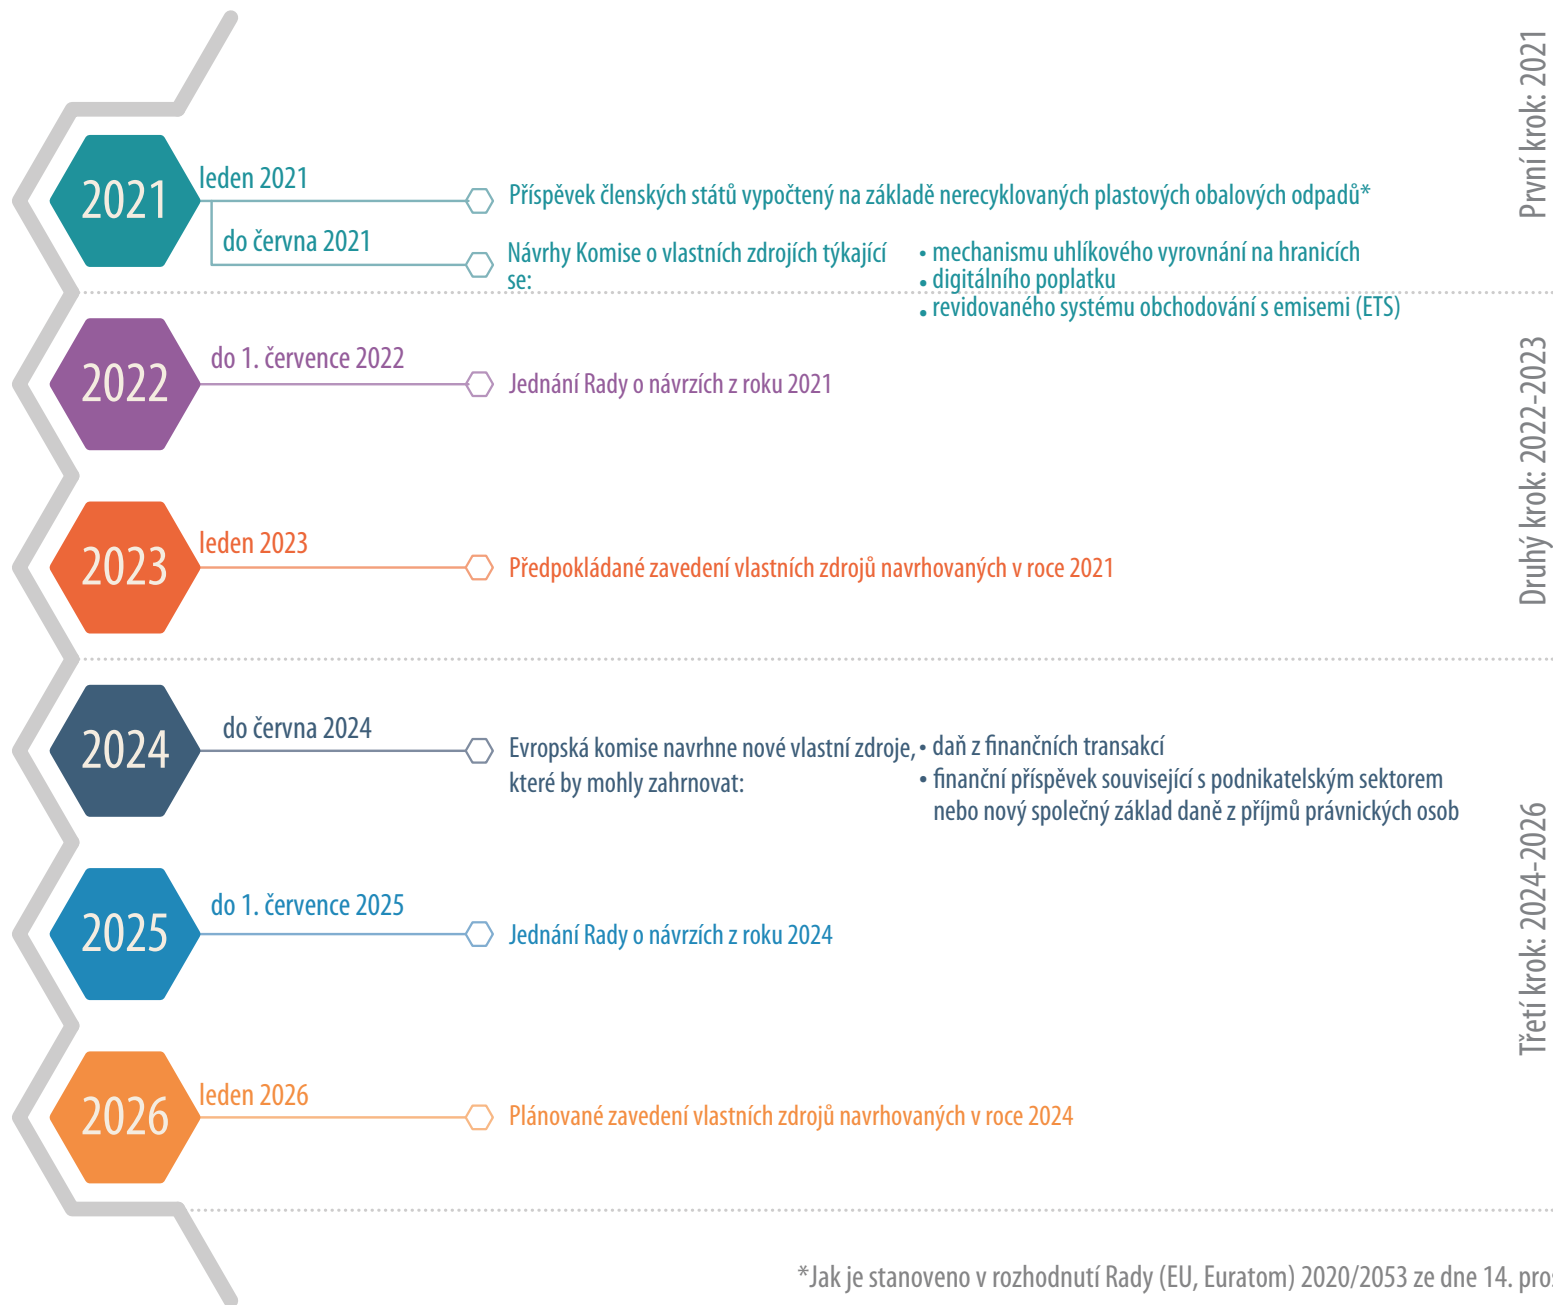 První krok: 2021
2021
leden 2021
Příspěvek členských států vypočtený na základě nerecyklovaných plastových obalových odpadů*
do června 2021
Návrhy Komise o vlastních zdrojích týkající
se:
• mechanismu uhlíkového vyrovnání na hranicích
• digitálního poplatku
• revidovaného systému obchodování s emisemi (ETS)
Druhý krok: 2022-2023
2022
do 1. července 2022
Jednání Rady o návrzích z roku 2021
2023
leden 2023
Předpokládané zavedení vlastních zdrojů navrhovaných v roce 2021
Třetí krok: 2024-2026
2024
do června 2024
Evropská komise navrhne nové vlastní zdroje,
které by mohly zahrnovat:
• daň z finančních transakcí
• finanční příspěvek související s podnikatelským sektorem
nebo nový společný základ daně z příjmů právnických osob
2025
do 1. července 2025
Jednání Rady o návrzích z roku 2024
2026
leden 2026
Plánované zavedení vlastních zdrojů navrhovaných v roce 2024
*Jak je stanoveno v rozhodnutí Rady (EU, Euratom) 2020/2053 ze dne 14.